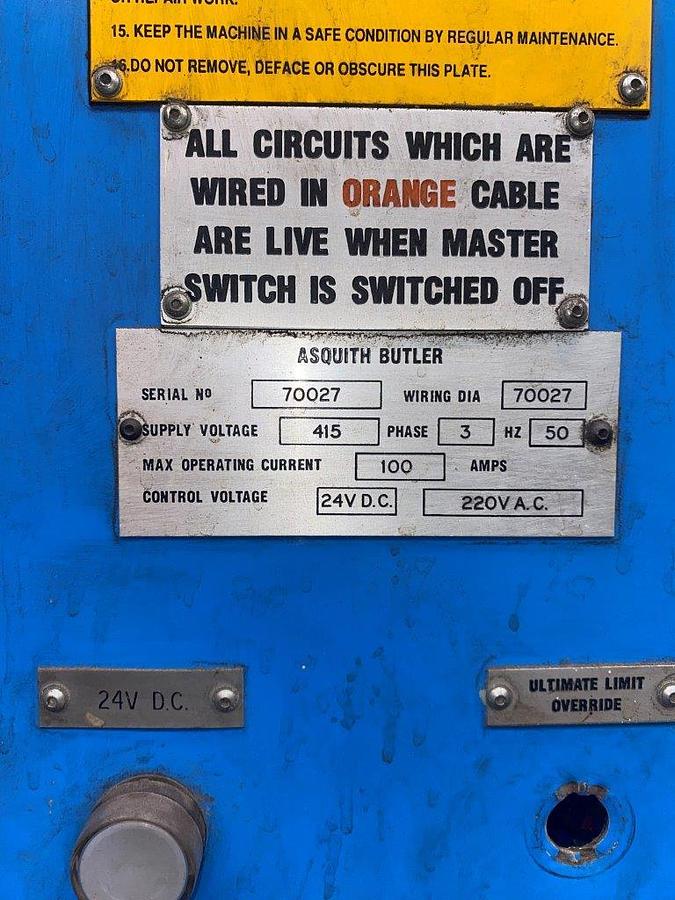 OR REPAIR WORK.
15. KEEP THE MACHINE IN A SAFE CONDITION BY REGULAR MAINTENANCE.
16.DO NOT REMOVE, DEFACE OR OBSCURE THIS PLATE.
ALL CIRCUITS WHICH ARE
WIRED IN ORANGE CABLE
ARE LIVE WHEN MASTER
SWITCH IS SWITCHED OFF
ASQUITH BUTLER
SERIAL Nº 70027 WIRING DIA 70027
SUPPLY VOLTAGE 415 PHASE 3 HZ 50
MAX OPERATING CURRENT 100 AMPS
CONTROL VOLTAGE 24V D.C. 220V A.C.
24V D.C.
ULTIMATE LIMIT
OVERRIDE